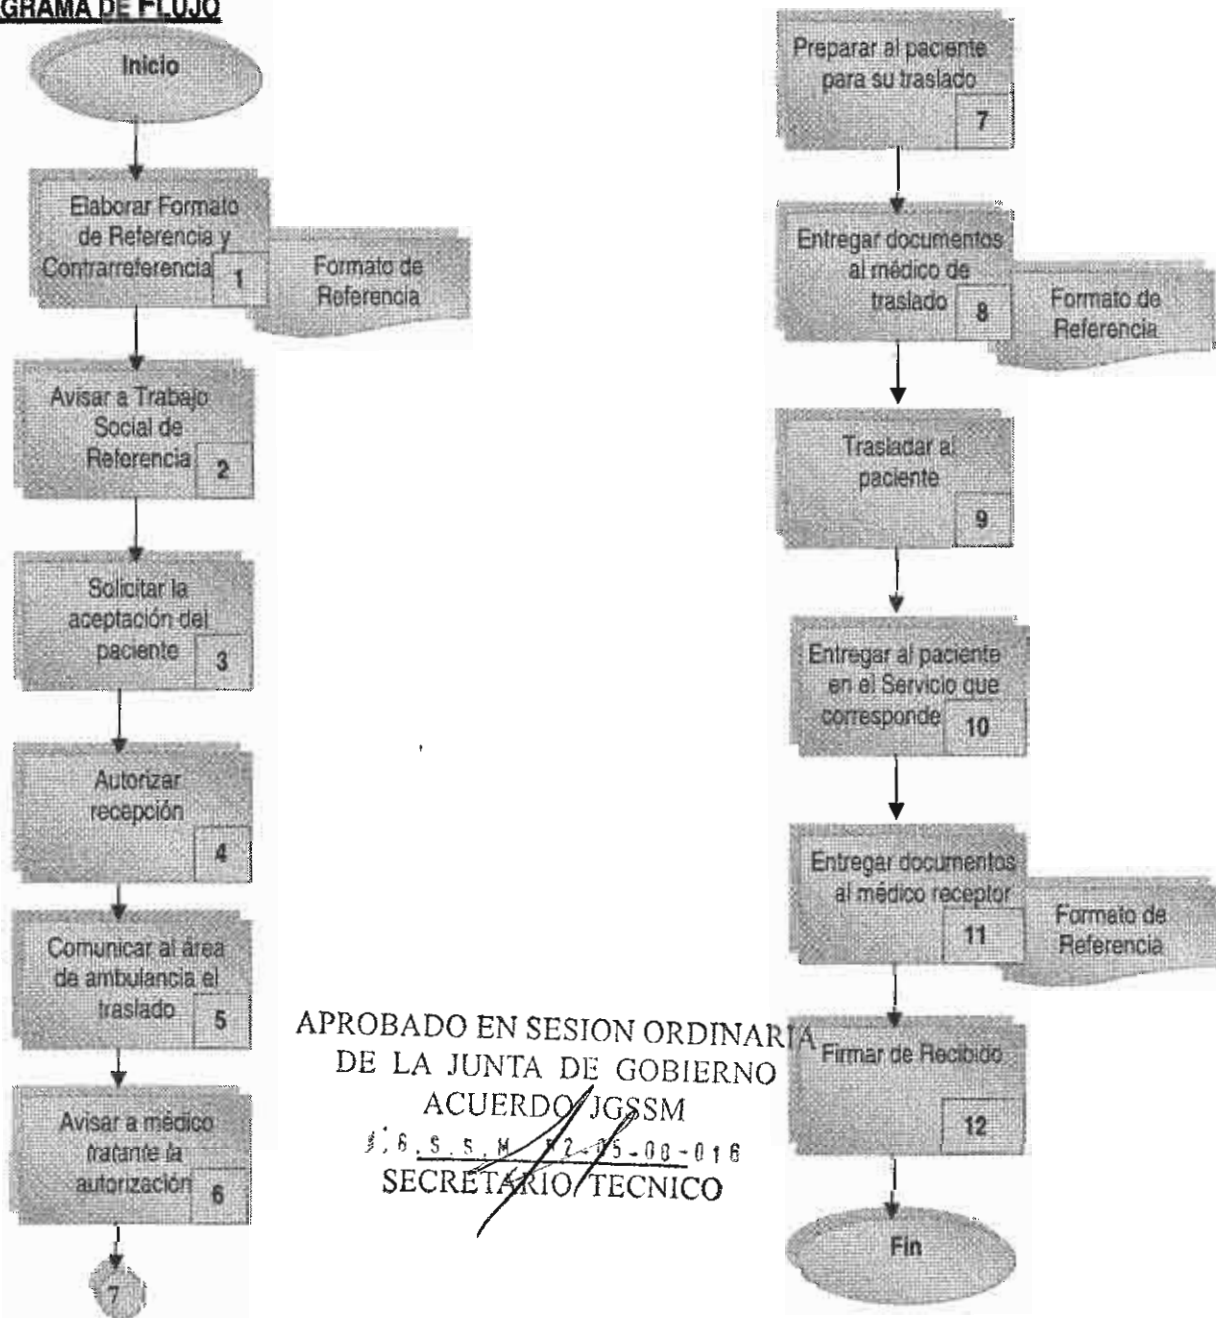 GRAMA DE FLUJO
Inicio
Elaborar Formato
de Referencia y
Contrarreferencia
1
Formato de
Referencia
Avisar a Trabajo
Social de
Referencia
2
Solicitar la
aceptación del
paciente
3
Autorizar
recepción
4
Comunicar al área
de ambulancia el
traslado
5
Avisar a médico
tratante la
autorización
6
7
Preparar al paciente
para su traslado
7
Entregar documentos
al médico de
traslado
8
Formato de
Referencia
Trasladar al
paciente
9
Entregar al paciente
en el Servicio que
corresponde
10
Entregar documentos
al médico receptor
11
Formato de
Referencia
Firmar de Recibido
12
Fin
APROBADO EN SESION ORDINARIA
DE LA JUNTA DE GOBIERNO
ACUERDO JGSSM
SECRETARIO TECNICO